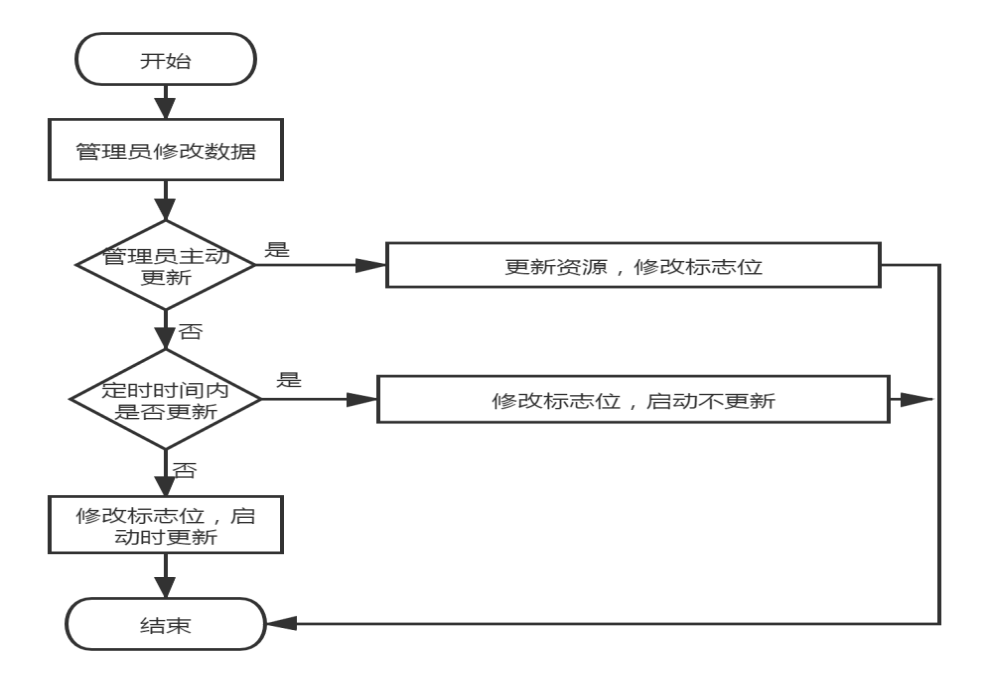 开始
管理员修改数据
管理员主动
更新
是
更新资源，修改标志位
否
定时时间内
是否更新
是
修改标志位，启动不更新
否
修改标志位，启
动时更新
结束